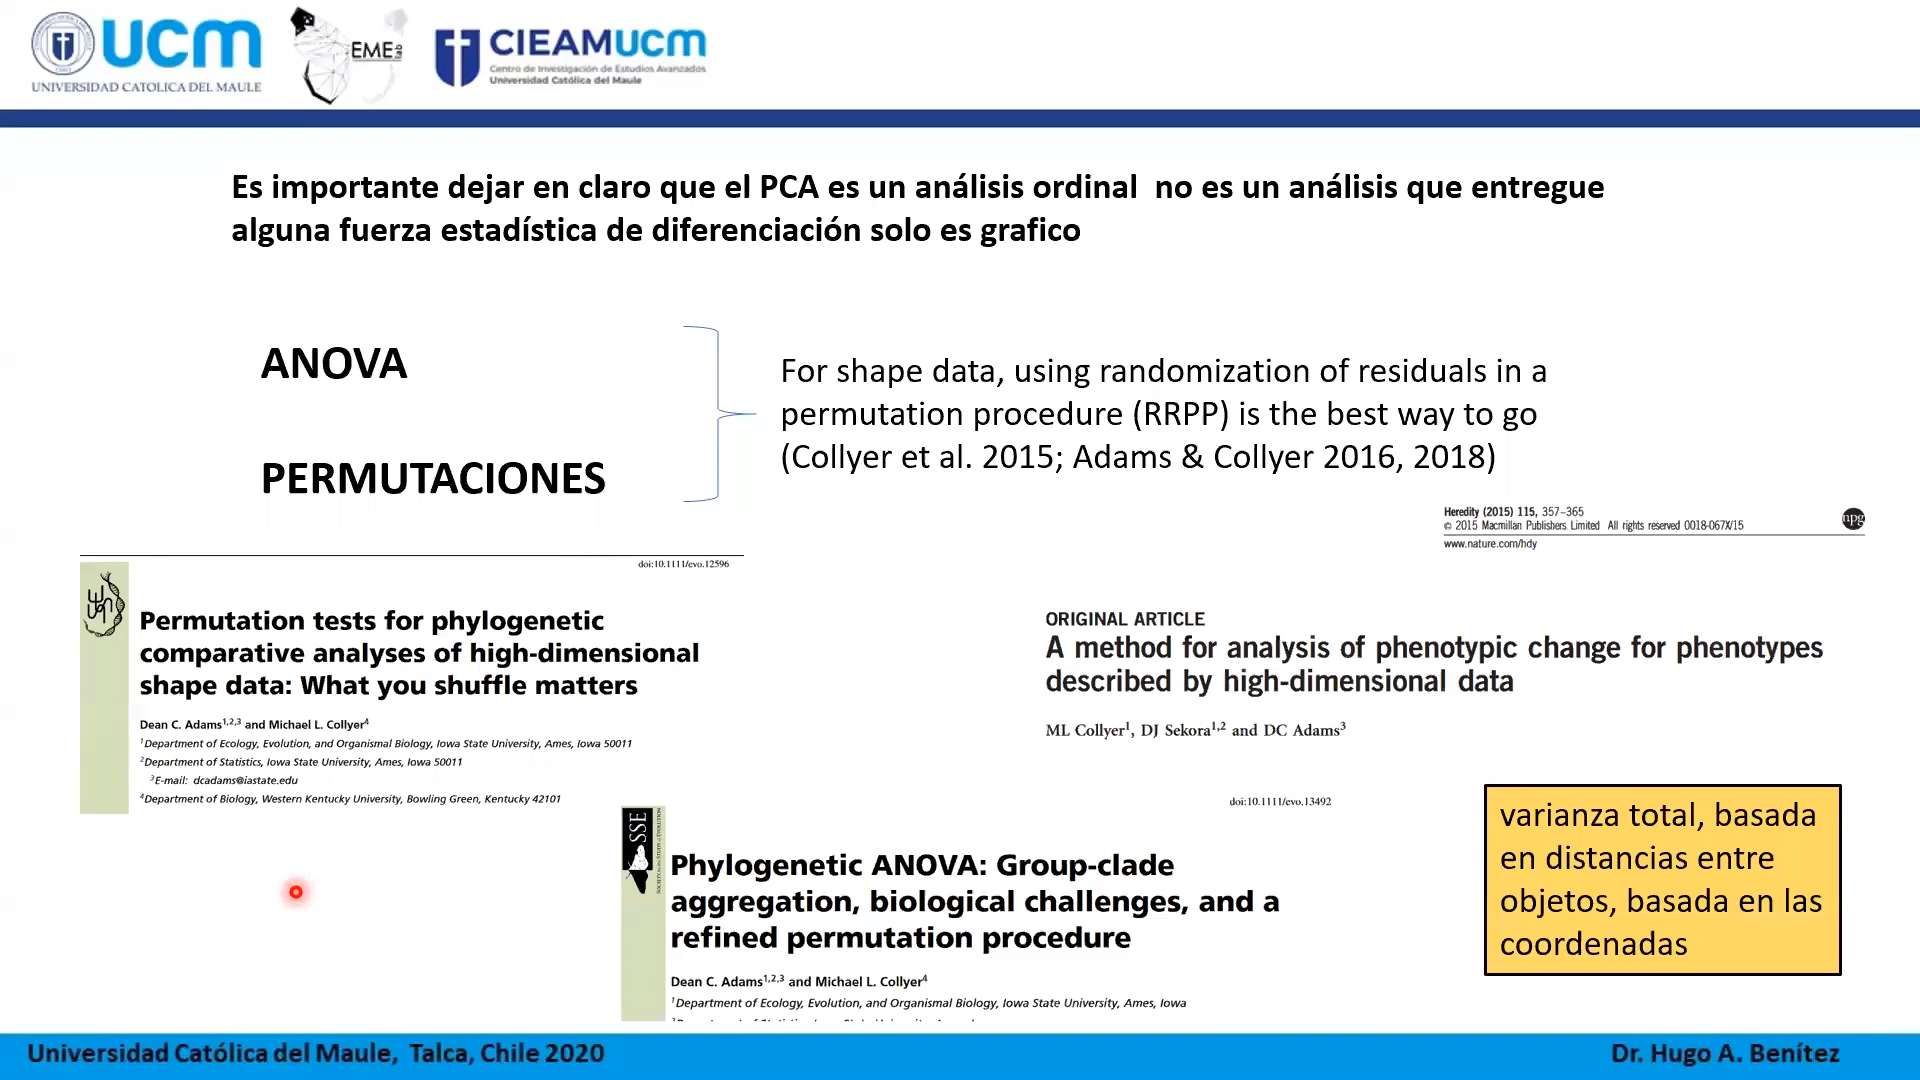 ucm
UNIVERSIDAD CATOLICA DEL MAULE
EME lab
CIEAMUCM
Centro de Investigación de Estudios Avanzados
Universidad Católica del Maule
Es importante dejar en claro que el PCA es un análisis ordinal no es un análisis que entregue
alguna fuerza estadística de diferenciación solo es grafico
ANOVA
PERMUTACIONES
For shape data, using randomization of residuals in a
permutation procedure (RRPP) is the best way to go
(Collyer et al. 2015; Adams & Collyer 2016, 2018)
Heredity (2015) 115, 357–365
© 2015 Macmillan Publishers Limited All rights reserved 0018-067X/15
npg
www.nature.com/hdy
doi:10.1111/evo.12596
Permutation tests for phylogenetic
comparative analyses of high-dimensional
shape data: What you shuffle matters
Dean C. Adams1,2,3 and Michael L. Collyer4
1Department of Ecology, Evolution, and Organismal Biology, Iowa State University, Ames, Iowa 50011
2Department of Statistics, Iowa State University, Ames, Iowa 50011
3E-mail: dcadams@iastate.edu
4Department of Biology, Western Kentucky University, Bowling Green, Kentucky 42101
ORIGINAL ARTICLE
A method for analysis of phenotypic change for phenotypes
described by high-dimensional data
ML Collyer1, DJ Sekora1,2 and DC Adams3
doi:10.1111/evo.13492
SSE
Phylogenetic ANOVA: Group-clade
aggregation, biological challenges, and a
refined permutation procedure
Dean C. Adams1,2,3 and Michael L. Collyer4
1Department of Ecology, Evolution, and Organismal Biology, Iowa State University, Ames, Iowa
varianza total, basada
en distancias entre
objetos, basada en las
coordenadas
Universidad Católica del Maule, Talca, Chile 2020
Dr. Hugo A. Benítez